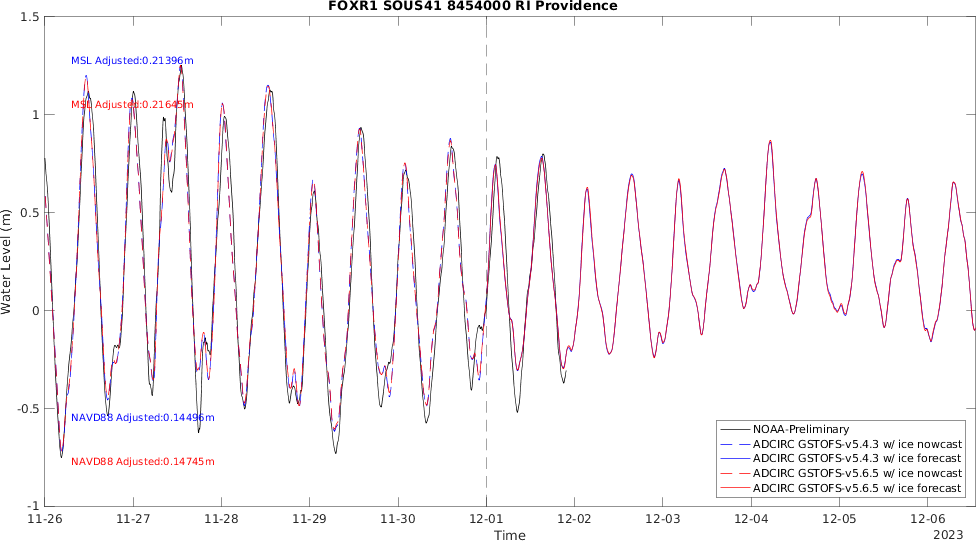 FOXR1 SOUS41 8454000 RI Providence
1.5
MSL Adjusted:0.21396m
MSL Adjusted:0.21645m
1
0.5
Water Level (m)
0
-0.5
NAVD88 Adjusted:0.14496m
NAVD88 Adjusted:0.14745m
-1
NOAA-Preliminary
ADCIRC GSTOFS-v5.4.3 w/ ice nowcast
ADCIRC GSTOFS-v5.4.3 w/ ice forecast
ADCIRC GSTOFS-v5.6.5 w/ ice nowcast
ADCIRC GSTOFS-v5.6.5 w/ ice forecast
11-26 11-27 11-28 11-29 11-30 12-01 12-02 12-03 12-04 12-05 12-06
Time
2023